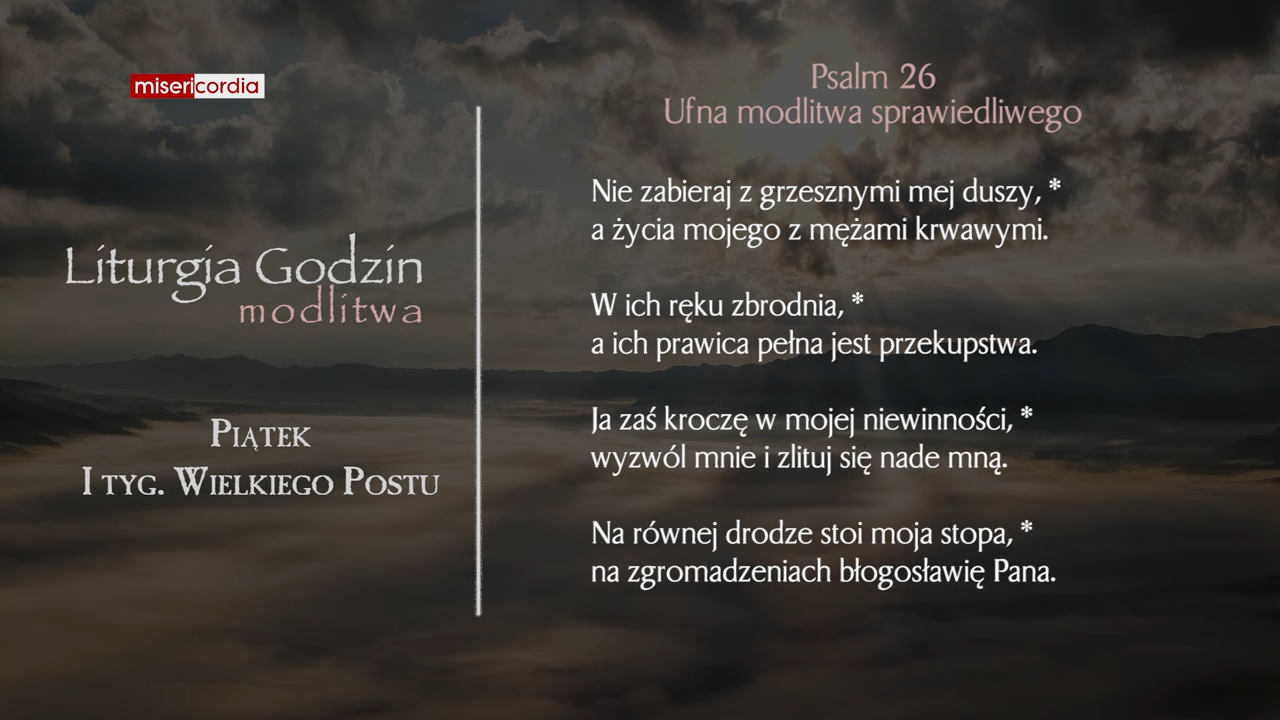 misericordia
Liturgia Godzin
modlitwa
Piątek
I tyg. Wielkiego Postu
Psalm 26
Ufna modlitwa sprawiedliwego
Nie zabieraj z grzesznymi mej duszy, *
a życia mojego z mężami krwawymi.
W ich ręku zbrodnia, *
a ich prawica pełna jest przekupstwa.
Ja zaś kroczę w mojej niewinności, *
wyzwól mnie i zlituj się nade mną.
Na równej drodze stoi moja stopa, *
na zgromadzeniach błogosławię Pana.